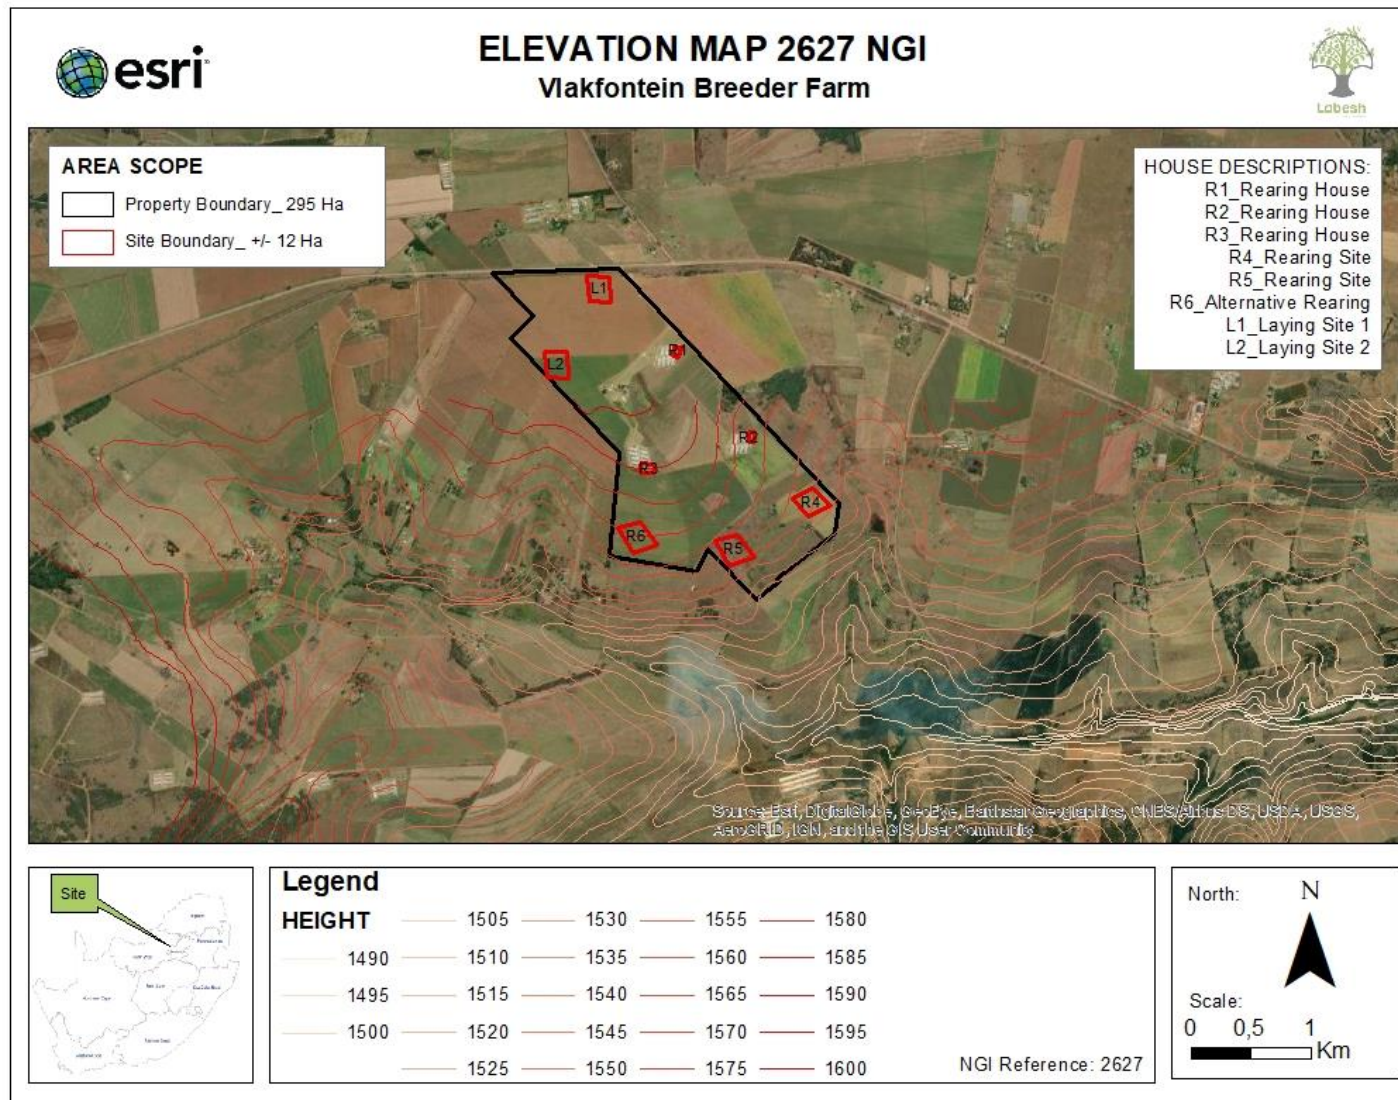 esri
ELEVATION MAP 2627 NGI
Vlakfontein Breeder Farm
Labesh
AREA SCOPE
Property Boundary_ 295 Ha
Site Boundary_ +/- 12 Ha
HOUSE DESCRIPTIONS:
R1_Rearing House
R2_Rearing House
R3_Rearing House
R4_Rearing Site
R5_Rearing Site
R6_Alternative Rearing
L1_Laying Site 1
L2_Laying Site 2
L1
R1
L2
R2
R3
R4
R6
R5
Source: Esri, DigitalGlobe, GeoEye, Earthstar Geographics, CNES/Airbus DS, USDA, USGS,
AeroGRID, IGN, and the GIS User Community
Site
Legend
HEIGHT
1490
1495
1500
1505
1510
1515
1520
1525
1530
1535
1540
1545
1550
1555
1560
1565
1570
1575
1580
1585
1590
1595
1600
NGI Reference: 2627
North:
N
Scale:
0 0,5 1
Km